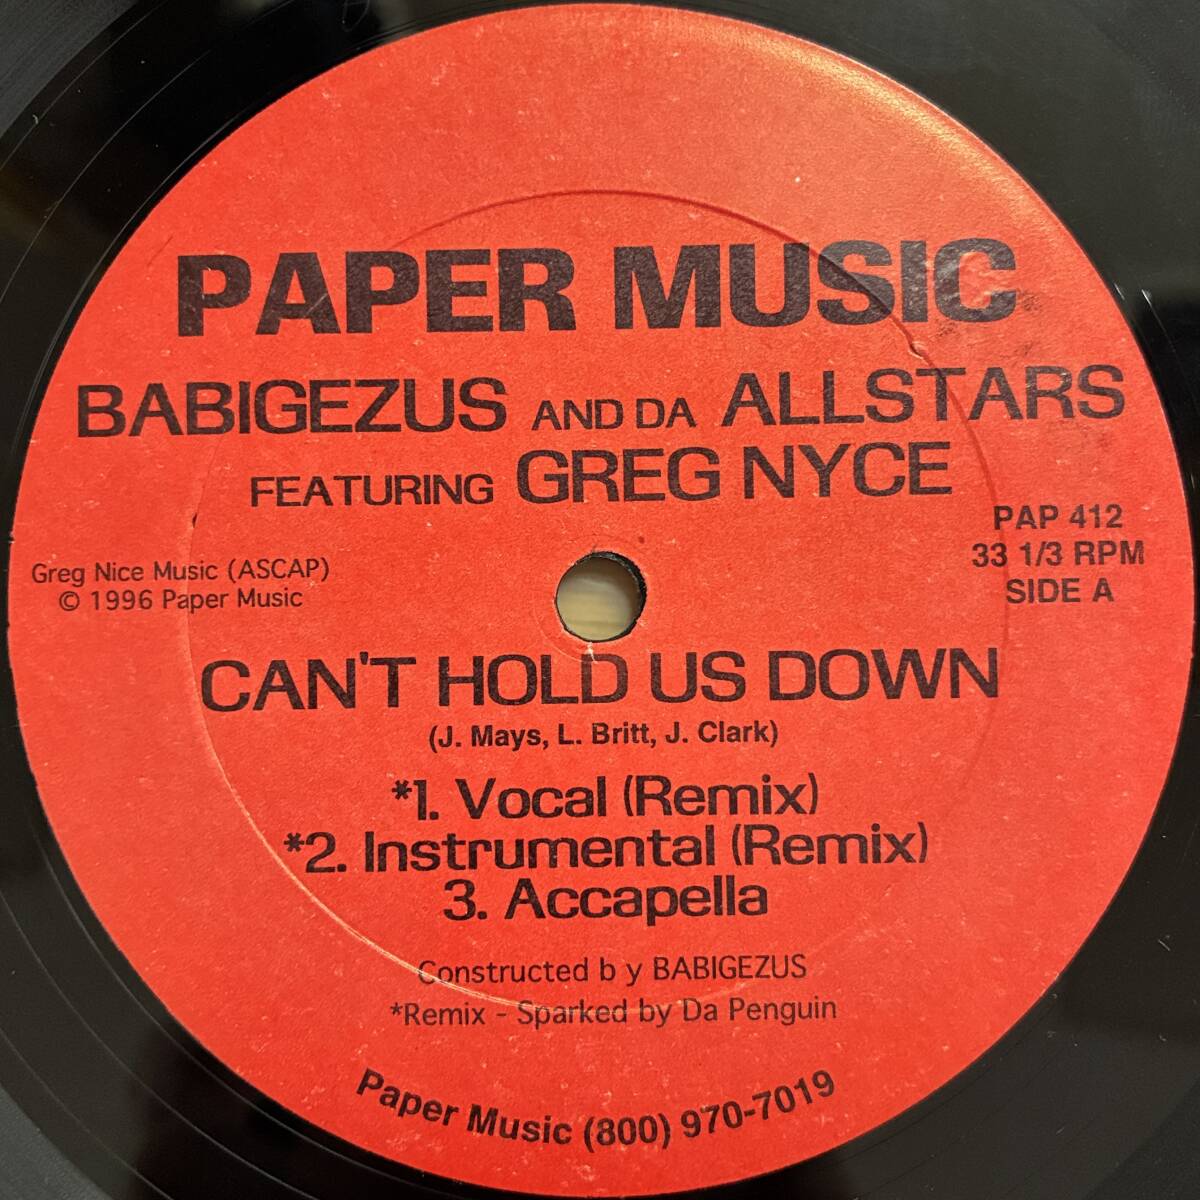 PAPER MUSIC
BABIGEZUS AND DA ALLSTARS
FEATURING GREG NYCE
PAP 412
33 1/3 RPM
SIDE A
Greg Nice Music (ASCAP)
© 1996 Paper Music
CAN'T HOLD US DOWN
(J. Mays, L. Britt, J. Clark)
*1. Vocal (Remix)
*2. Instrumental (Remix)
3. Accapella
Constructed b y BABIGEZUS
*Remix - Sparked by Da Penguin
Paper Music (800) 970-7019